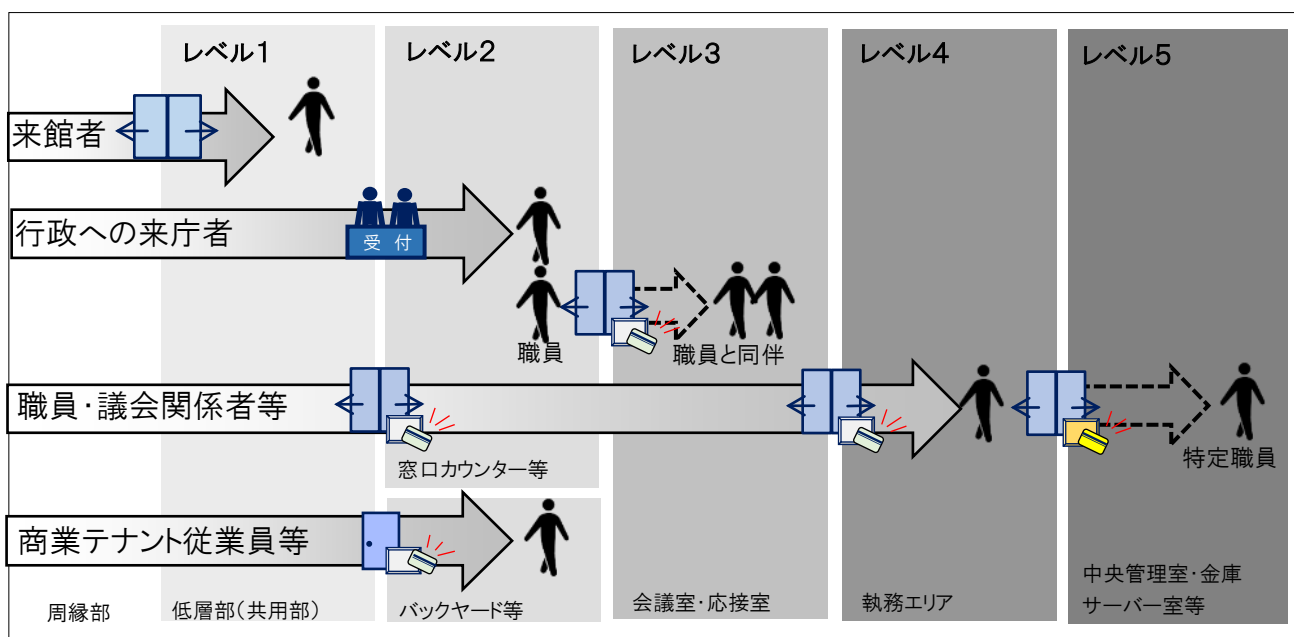 レベル1
レベル2
レベル3
レベル4
レベル5
来館者
行政への来庁者
受 付
職員
職員と同伴
職員・議会関係者等
特定職員
窓口カウンター等
商業テナント従業員等
周縁部
低層部(共用部)
バックヤード等
会議室・応接室
執務エリア
中央管理室・金庫
サーバー室等